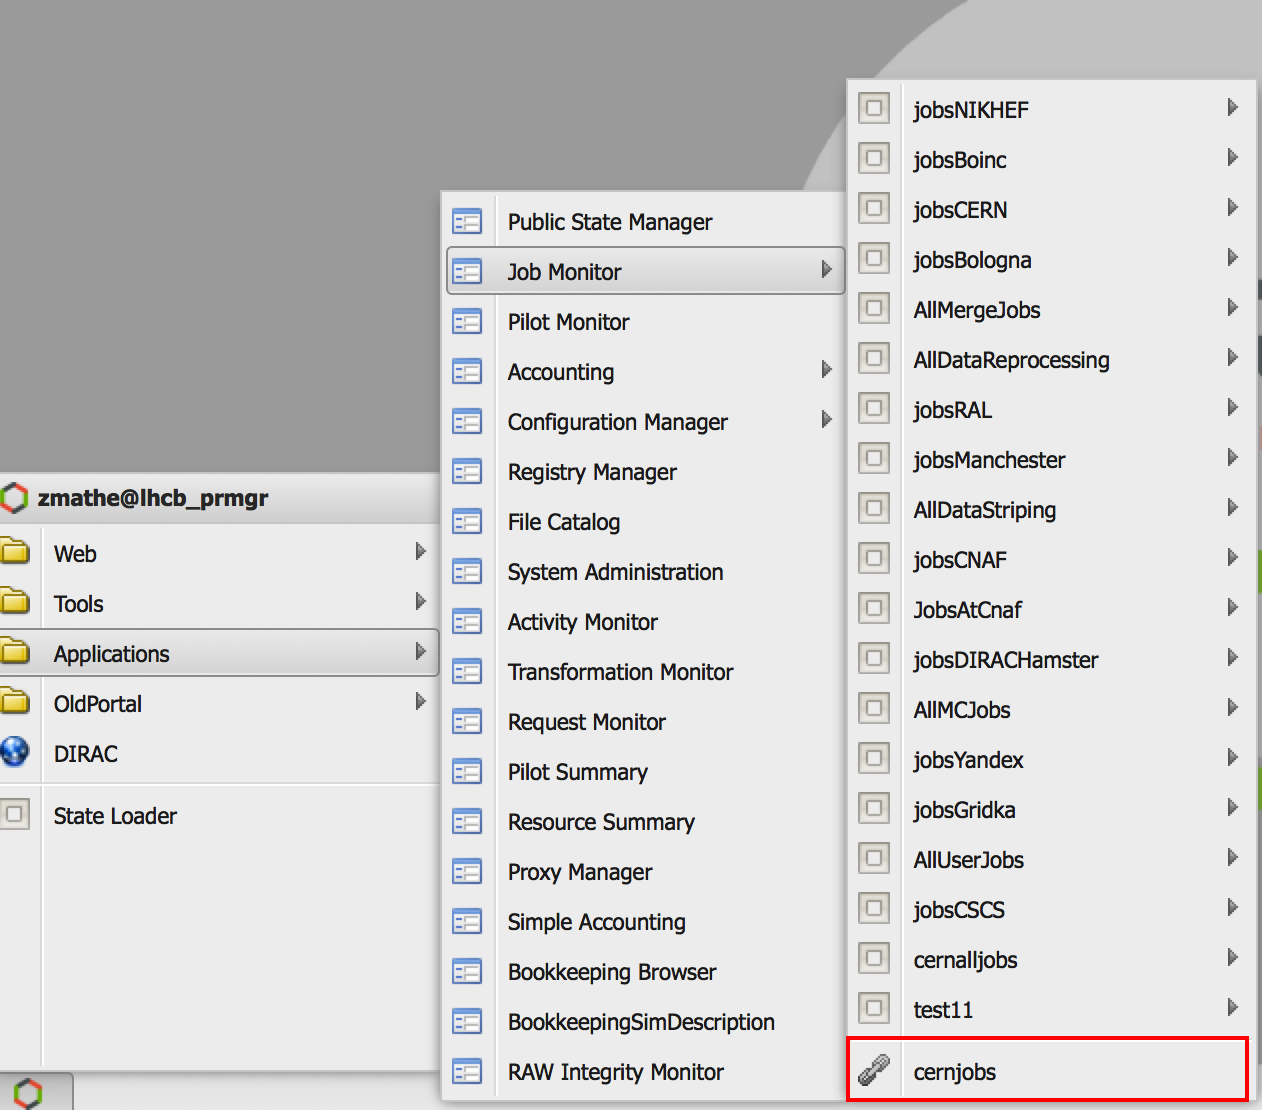 zmathe@lhcb_prmgr
Web
Tools
Applications
OldPortal
DIRAC
State Loader
Public State Manager
Job Monitor
Pilot Monitor
Accounting
Configuration Manager
Registry Manager
File Catalog
System Administration
Activity Monitor
Transformation Monitor
Request Monitor
Pilot Summary
Resource Summary
Proxy Manager
Simple Accounting
Bookkeeping Browser
BookkeepingSimDescription
RAW Integrity Monitor
jobsNIKHEF
jobsBoinc
jobsCERN
jobsBologna
AllMergeJobs
AllDataReprocessing
jobsRAL
jobsManchester
AllDataStriping
jobsCNAF
JobsAtCnaf
jobsDIRACHamster
AllMCJobs
jobsYandex
jobsGridka
AllUserJobs
jobsCSCS
cernalljobs
test11
cernjobs